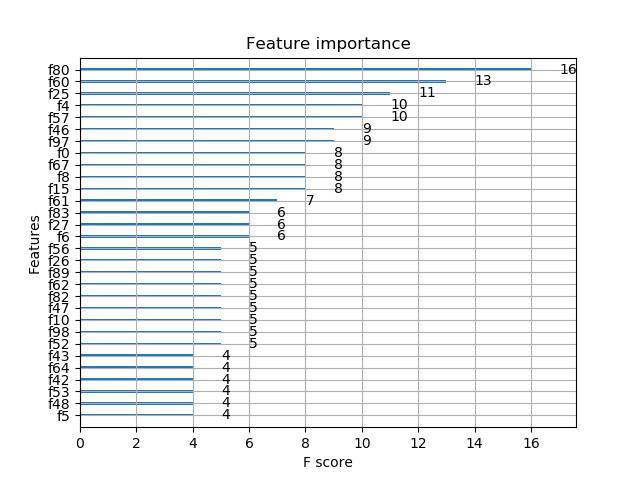 Feature importance
Features
f80 16
f60 13
f25 11
f4 10
f57 10
f46 9
f97 9
f0 8
f67 8
f8 8
f15 8
f61 7
f83 6
f27 6
f6 6
f56 5
f26 5
f89 5
f62 5
f82 5
f47 5
f10 5
f98 5
f52 5
f43 4
f64 4
f42 4
f53 4
f48 4
f5 4
0 2 4 6 8 10 12 14 16
F score